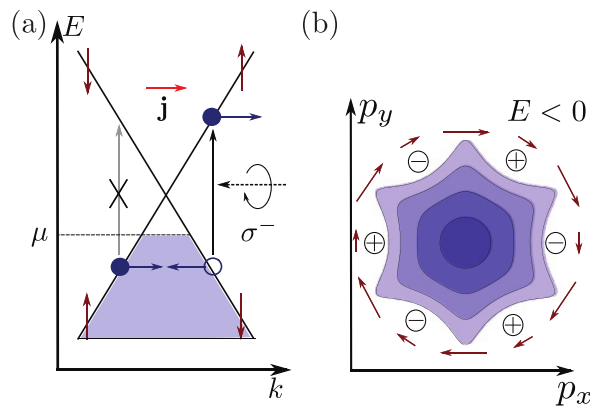 (a)
E
j
μ
σ⁻
k
(b)
p_y
E < 0
⊖ ⊕
⊕ ⊖
⊖ ⊕
p_x